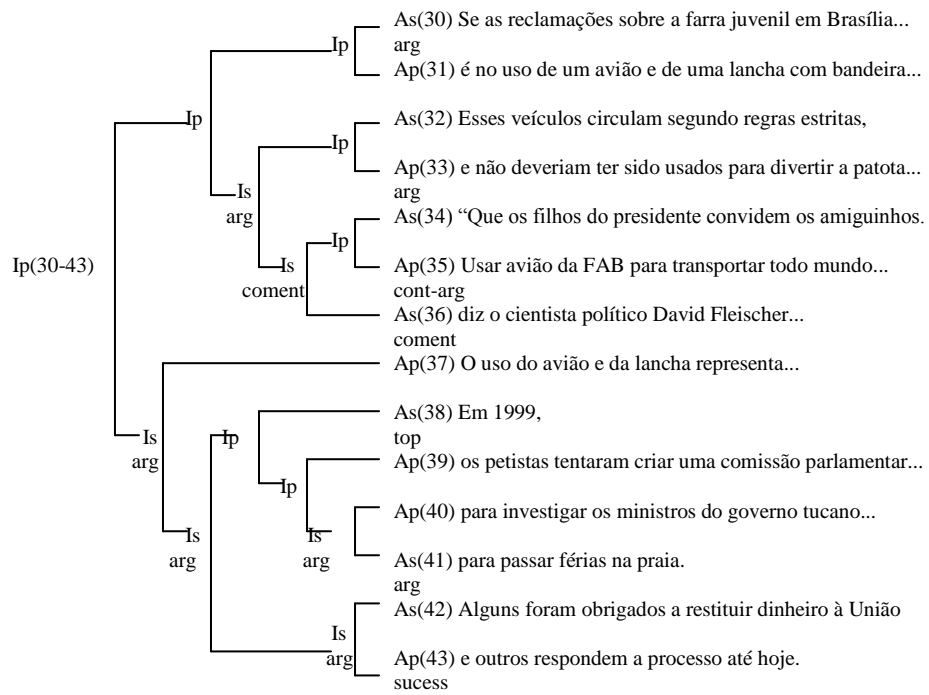 As(30) Se as reclamações sobre a farra juvenil em Brasília...
Ip
arg
Ap(31) é no uso de um avião e de uma lancha com bandeira...
Ip
As(32) Esses veículos circulam segundo regras estritas,
Ip
Ap(33) e não deveriam ter sido usados para divertir a patota...
Is
arg
arg
As(34) “Que os filhos do presidente convidem os amiguinhos.
Ip
Ip(30-43)
Is
Ap(35) Usar avião da FAB para transportar todo mundo...
coment
cont-arg
As(36) diz o cientista político David Fleischer...
coment
Ap(37) O uso do avião e da lancha representa...
As(38) Em 1999,
Is
Ip
top
arg
Ap(39) os petistas tentaram criar uma comissão parlamentar...
Ip
Ap(40) para investigar os ministros do governo tucano...
Is
Is
arg
arg
As(41) para passar férias na praia.
arg
As(42) Alguns foram obrigados a restituir dinheiro à União
Is
arg
Ap(43) e outros respondem a processo até hoje.
sucess